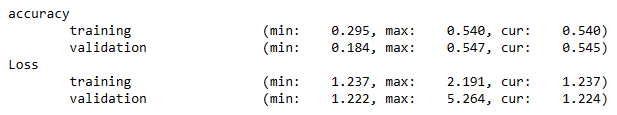 accuracy
training (min: 0.295, max: 0.540, cur: 0.540)
validation (min: 0.184, max: 0.547, cur: 0.545)
Loss
training (min: 1.237, max: 2.191, cur: 1.237)
validation (min: 1.222, max: 5.264, cur: 1.224)